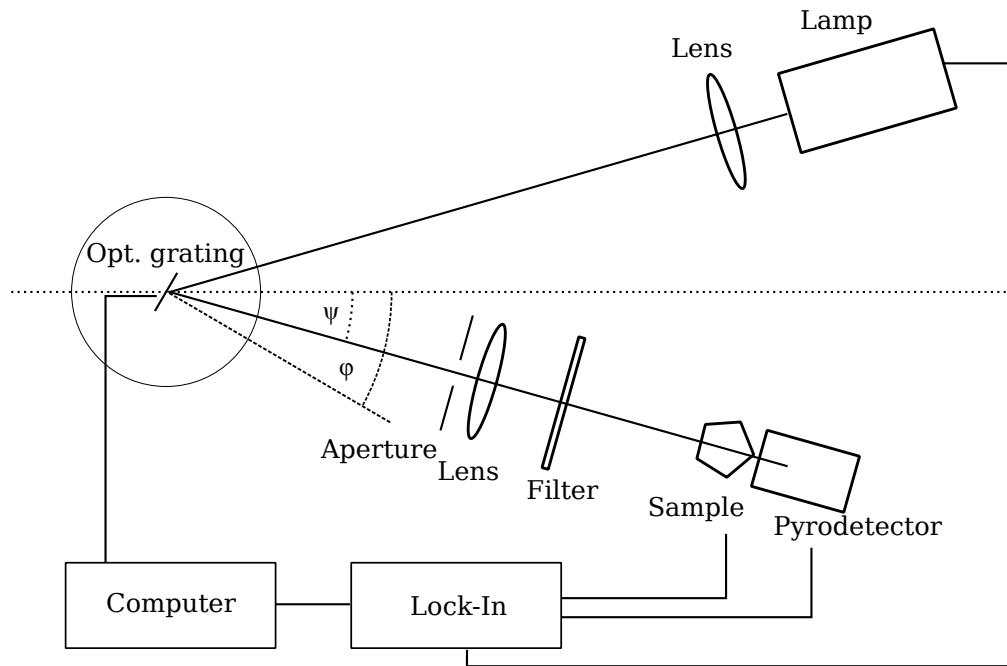 Lamp
Lens
Opt. grating
ψ
φ
Aperture
Lens
Filter
Sample
Pyrodetector
Computer
Lock-In